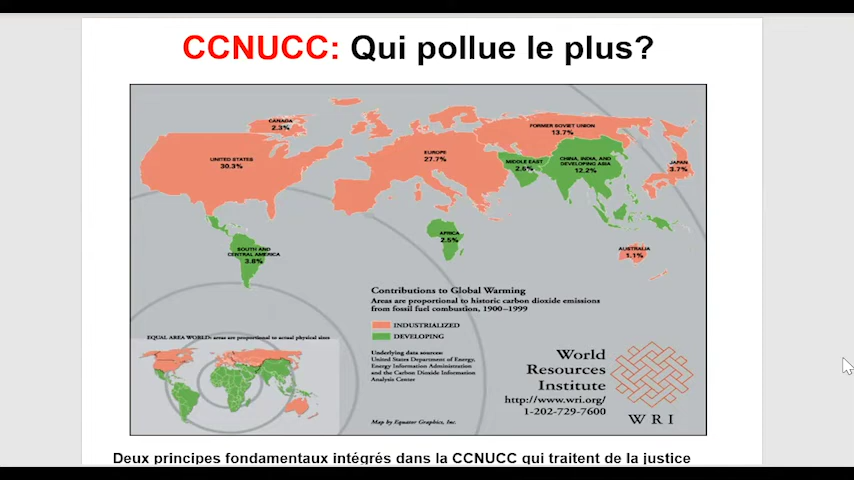 CCNUCC: Qui pollue le plus?
CANADA
2.3%
FORMER SOVIET UNION
13.7%
UNITED STATES
30.3%
EUROPE
27.7%
MIDDLE EAST
2.6%
CHINA, INDIA, AND
DEVELOPING ASIA
12.2%
JAPAN
3.7%
AFRICA
2.5%
SOUTH AND
CENTRAL AMERICA
3.8%
AUSTRALIA
1.1%
Contributions to Global Warming
Areas are proportional to historic carbon dioxide emissions
from fossil fuel combustion, 1900–1999
INDUSTRIALIZED
DEVELOPING
EQUAL AREA WORLD: areas are proportional to actual physical sizes
Underlying data sources:
United States Department of Energy,
Energy Information Administration
and the Carbon Dioxide Information
Analysis Center
World
Resources
Institute
http://www.wri.org/
1-202-729-7600
WRI
Map by Equator Graphics, Inc.
Deux principes fondamentaux intégrés dans la CCNUCC qui traitent de la justice